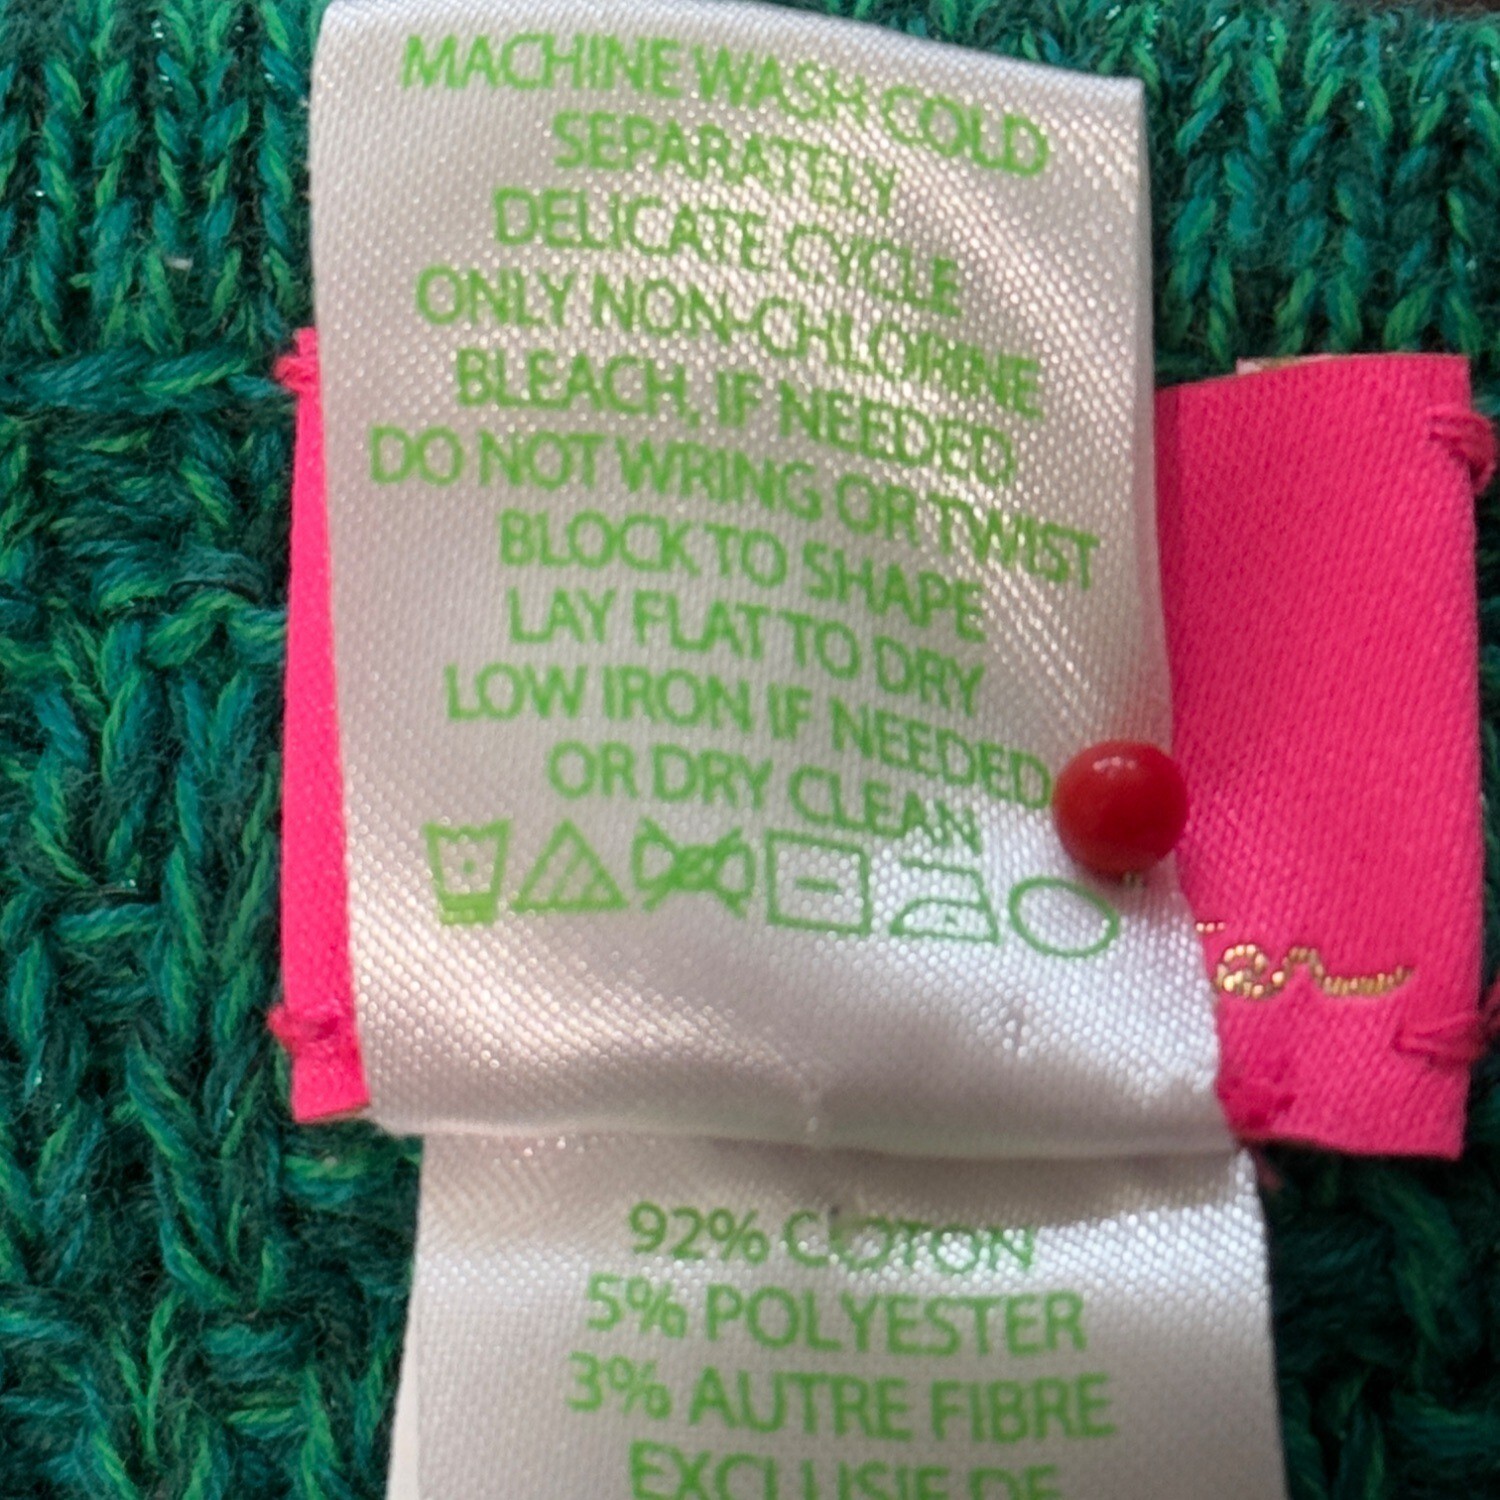 MACHINE WASH COLD
SEPARATELY
DELICATE CYCLE
ONLY NON-CHLORINE
BLEACH, IF NEEDED
DO NOT WRING OR TWIST
BLOCK TO SHAPE
LAY FLAT TO DRY
LOW IRON IF NEEDED
OR DRY CLEAN
92% COTON
5% POLYESTER
3% AUTRE FIBRE
EXCLUSIF DE